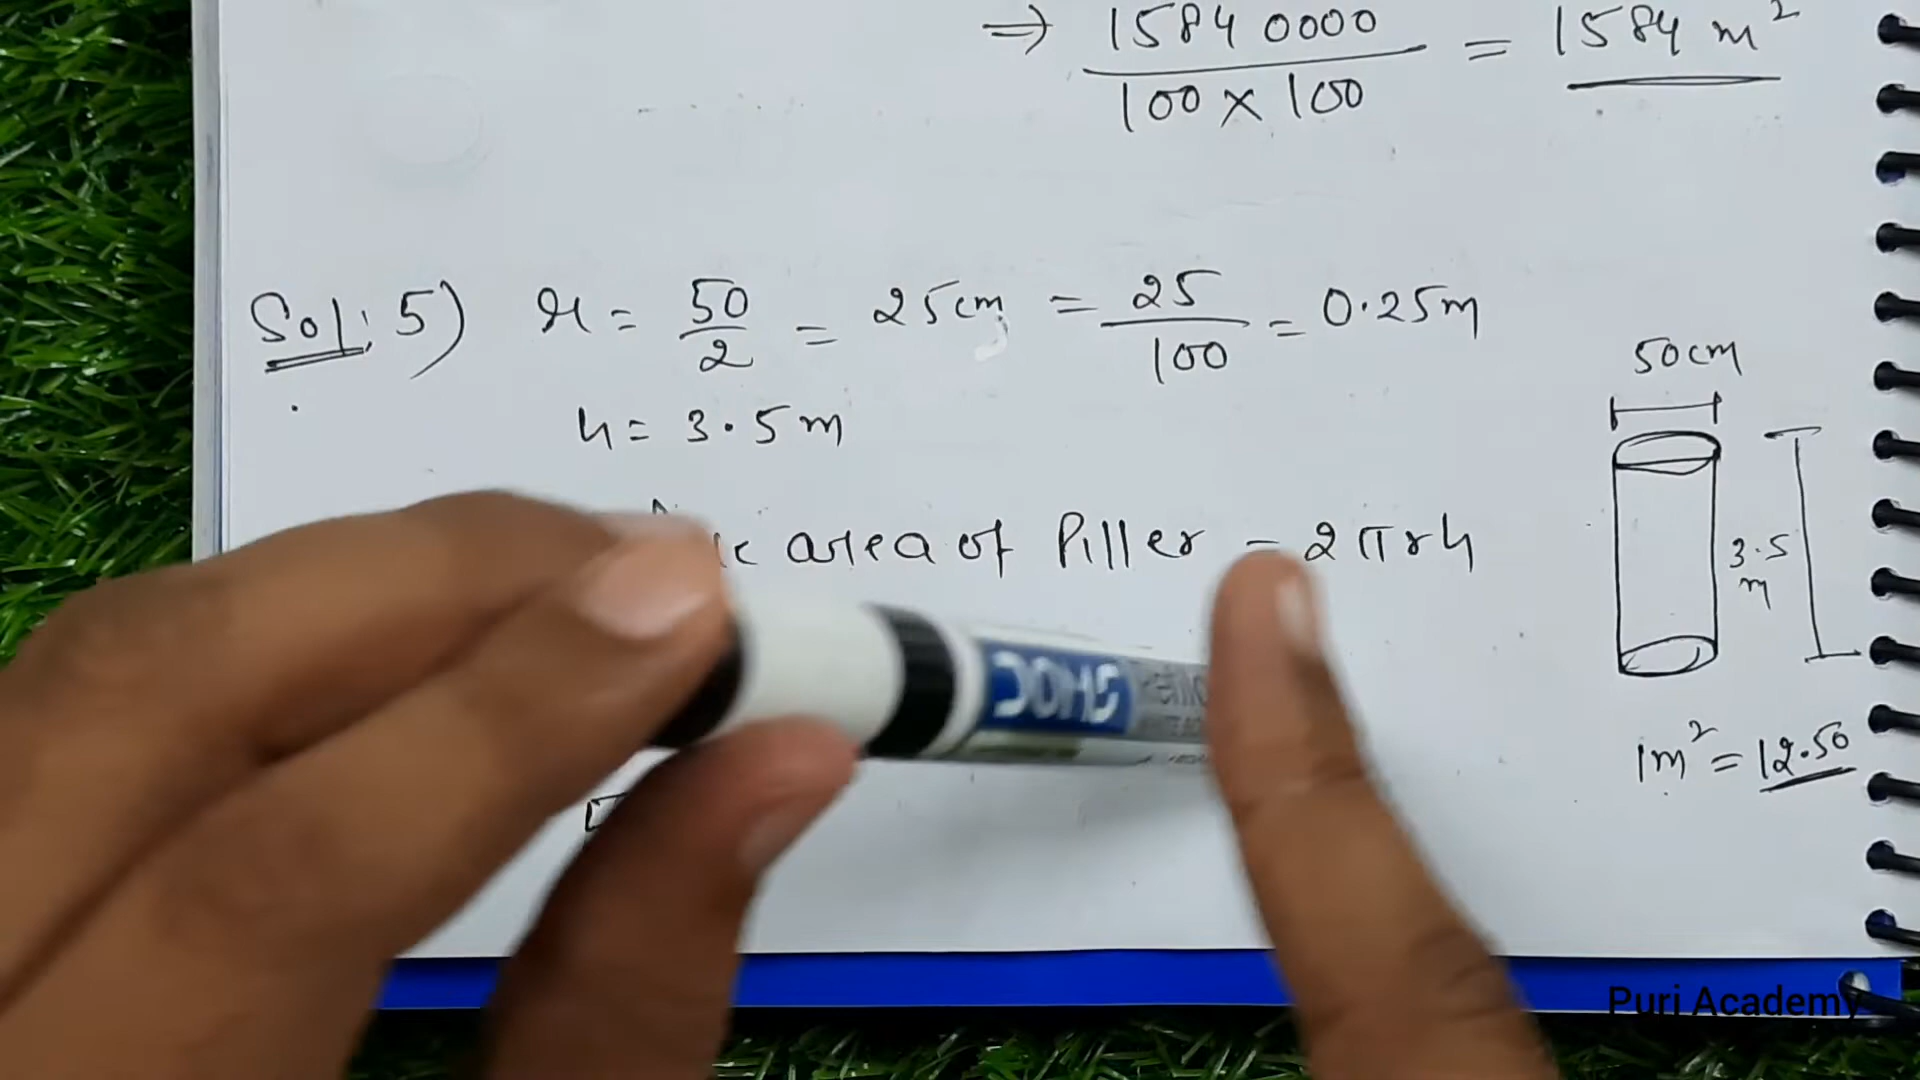 ⇒ 15840000 / 100 × 100 = 1584 m²
Sol: 5) r = 50/2 = 25cm = 25/100 = 0.25m
h = 3.5m
area of Piller = 2πrh
50cm
3.5
m
1m² = 12.50
DOMS
Puri Academy